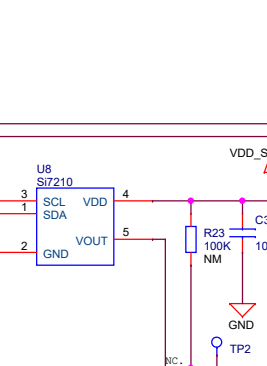 VDD_S
U8
Si7210
3 SCL VDD 4
1 SDA
VOUT 5
2 GND
R23
100K
NM
C3
10
GND
TP2
NC.